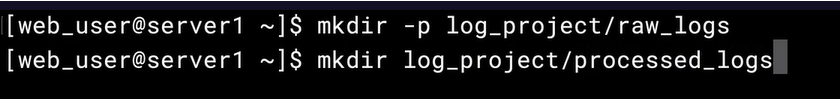 [web_user@server1 ~]$ mkdir -p log_project/raw_logs
[web_user@server1 ~]$ mkdir log_project/processed_logs